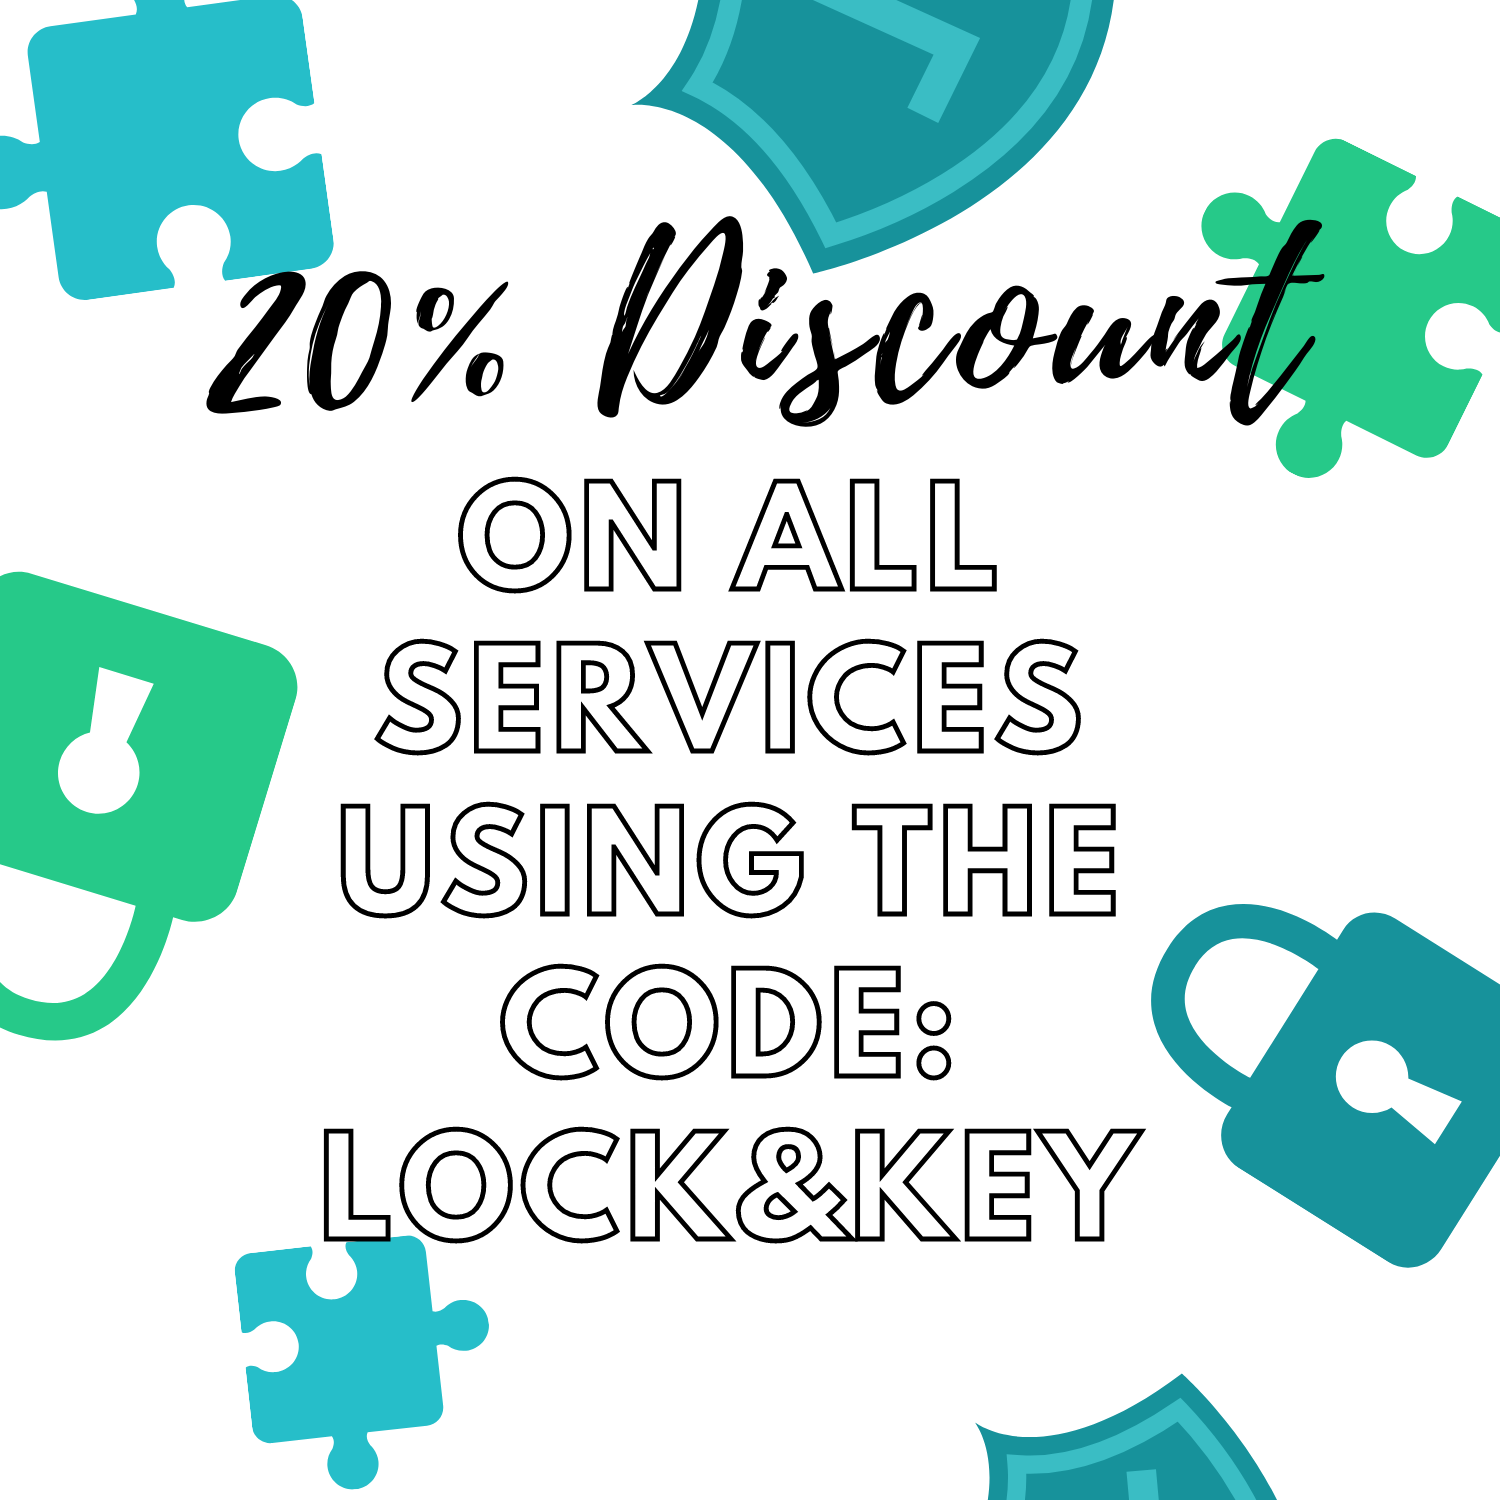 20% Discount
ON ALL
SERVICES
USING THE
CODE:
LOCK&KEY